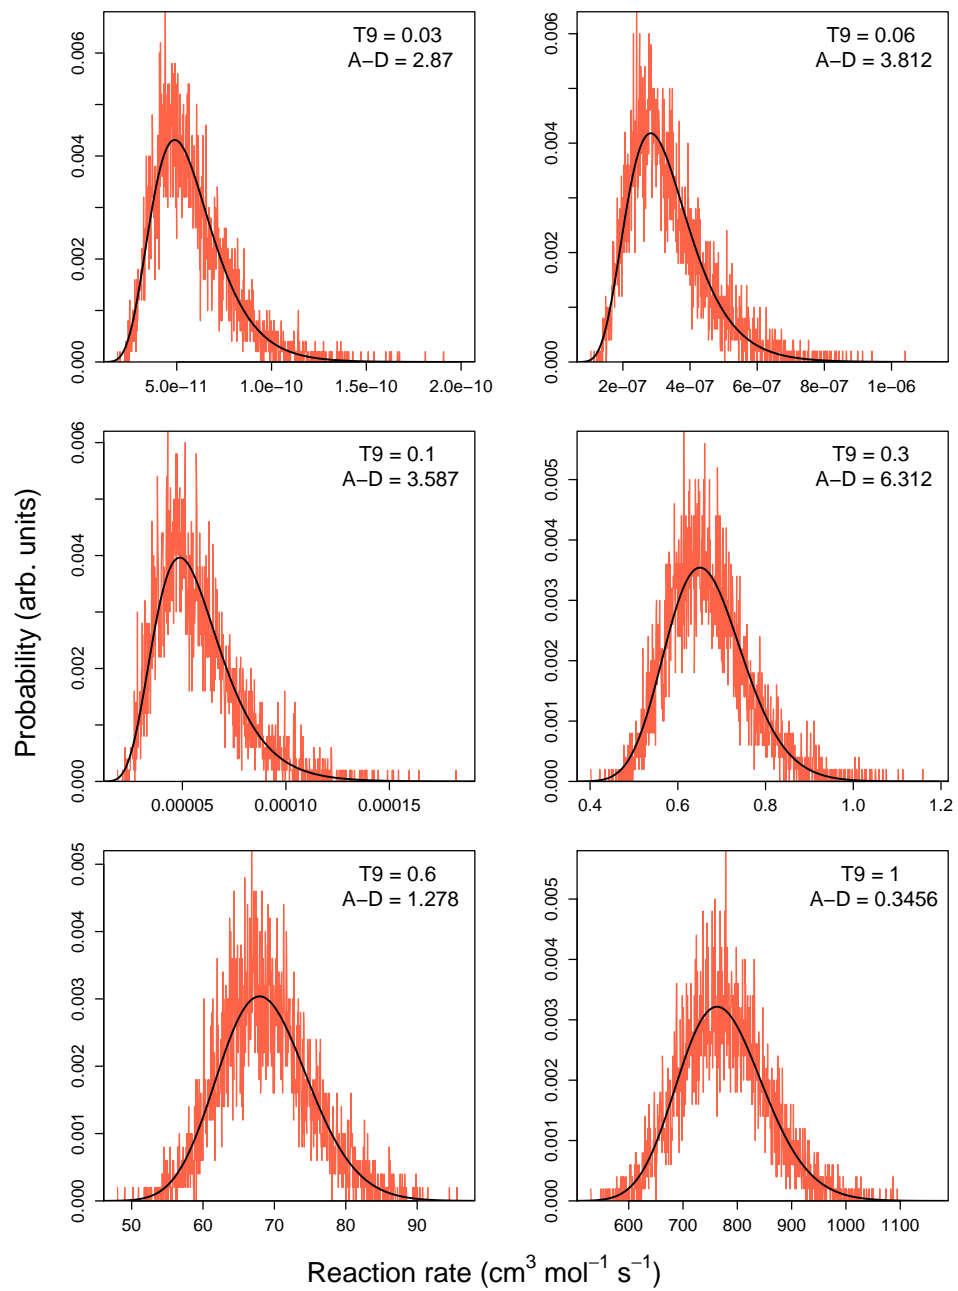 T9 = 0.03
A−D = 2.87
0.000
0.002
0.004
0.006
5.0e−11 1.0e−10 1.5e−10 2.0e−10
T9 = 0.06
A−D = 3.812
0.000
0.002
0.004
0.006
2e−07 4e−07 6e−07 8e−07 1e−06
T9 = 0.1
A−D = 3.587
0.000
0.002
0.004
0.006
0.00005 0.00010 0.00015
T9 = 0.3
A−D = 6.312
0.000
0.001
0.002
0.003
0.004
0.005
0.4 0.6 0.8 1.0 1.2
T9 = 0.6
A−D = 1.278
0.000
0.001
0.002
0.003
0.004
0.005
50 60 70 80 90
T9 = 1
A−D = 0.3456
0.000
0.001
0.002
0.003
0.004
0.005
600 700 800 900 1000 1100
Probability (arb. units)
Reaction rate (cm³ mol⁻¹ s⁻¹)